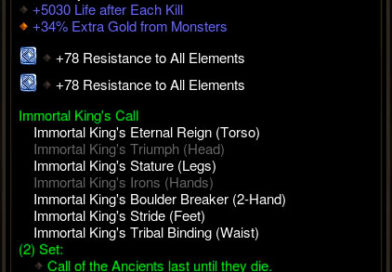 +5030 Life after Each Kill
+34% Extra Gold from Monsters
+78 Resistance to All Elements
+78 Resistance to All Elements
Immortal King's Call
Immortal King's Eternal Reign (Torso)
Immortal King's Triumph (Head)
Immortal King's Stature (Legs)
Immortal King's Irons (Hands)
Immortal King's Boulder Breaker (2-Hand)
Immortal King's Stride (Feet)
Immortal King's Tribal Binding (Waist)
(2) Set:
Call of the Ancients last until they die.